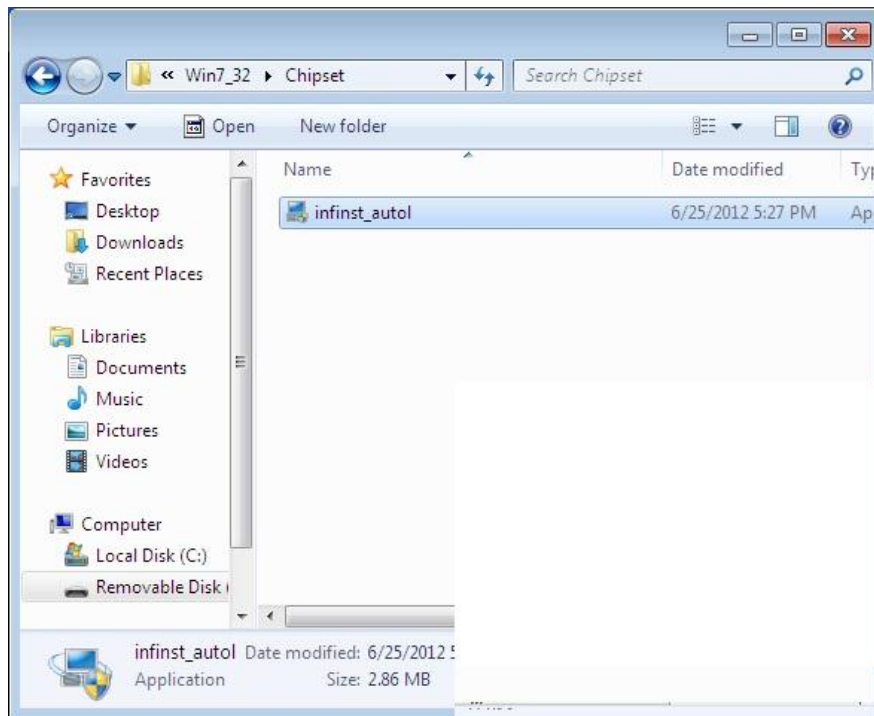 « Win7_32 ▸ Chipset Search Chipset
Organize Open New folder
Name Date modified
infinst_autol 6/25/2012 5:27 PM
Favorites
Desktop
Downloads
Recent Places
Libraries
Documents
Music
Pictures
Videos
Computer
Local Disk (C:)
Removable Disk (
infinst_autol Date modified: 6/25/2012
Application Size: 2.86 MB